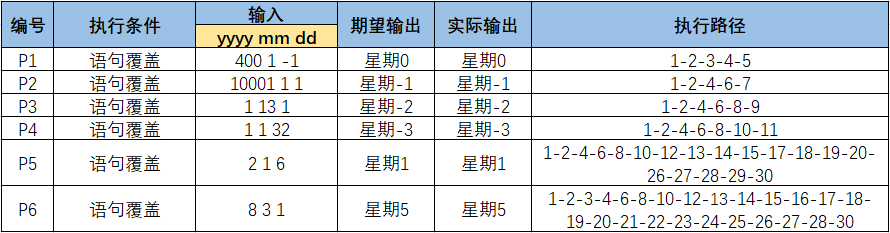 编号 执行条件 输入 期望输出 实际输出 执行路径
yyyy mm dd
P1 语句覆盖 400 1 -1 星期0 星期0 1-2-3-4-5
P2 语句覆盖 10001 1 1 星期-1 星期-1 1-2-4-6-7
P3 语句覆盖 1 13 1 星期-2 星期-2 1-2-4-6-8-9
P4 语句覆盖 1 1 32 星期-3 星期-3 1-2-4-6-8-10-11
P5 语句覆盖 2 1 6 星期1 星期1 1-2-4-6-8-10-12-13-14-15-17-18-19-20-
26-27-28-29-30
P6 语句覆盖 8 3 1 星期5 星期5 1-2-3-4-6-8-10-12-13-14-15-16-17-18-
19-20-21-22-23-24-25-26-27-28-30